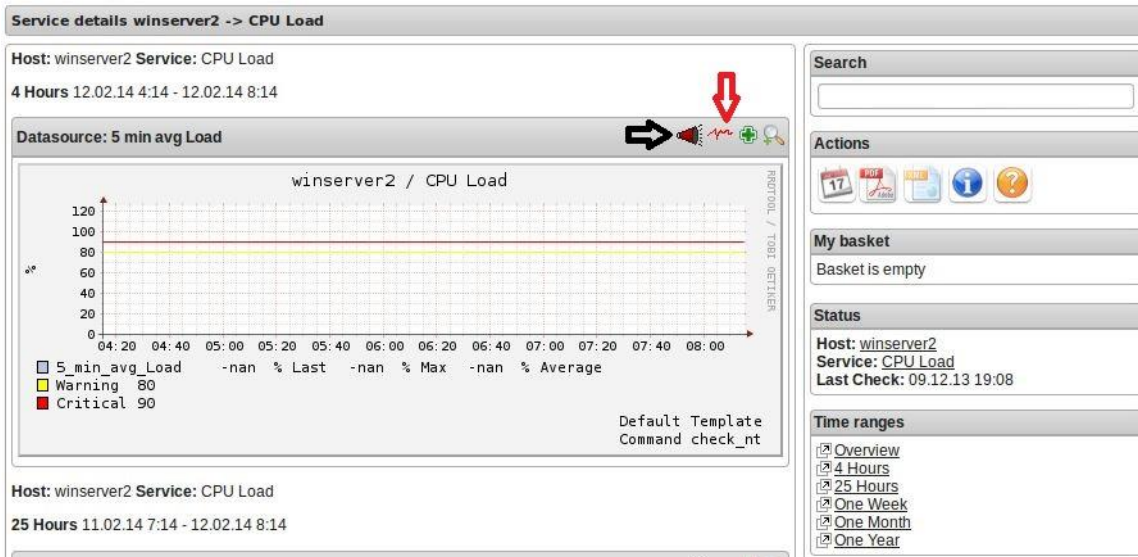 Service details winserver2 -> CPU Load
Host: winserver2 Service: CPU Load
4 Hours 12.02.14 4:14 - 12.02.14 8:14
Datasource: 5 min avg Load
winserver2 / CPU Load
RRDTOOL / TOBI OETIKER
%
120
100
80
60
40
20
0
04:20 04:40 05:00 05:20 05:40 06:00 06:20 06:40 07:00 07:20 07:40 08:00
5_min_avg_Load -nan % Last -nan % Max -nan % Average
Warning 80
Critical 90
Default Template
Command check_nt
Host: winserver2 Service: CPU Load
25 Hours 11.02.14 7:14 - 12.02.14 8:14
Search
Actions
17
PDF
Adobe
i
?
My basket
Basket is empty
Status
Host: winserver2
Service: CPU Load
Last Check: 09.12.13 19:08
Time ranges
Overview
4 Hours
25 Hours
One Week
One Month
One Year